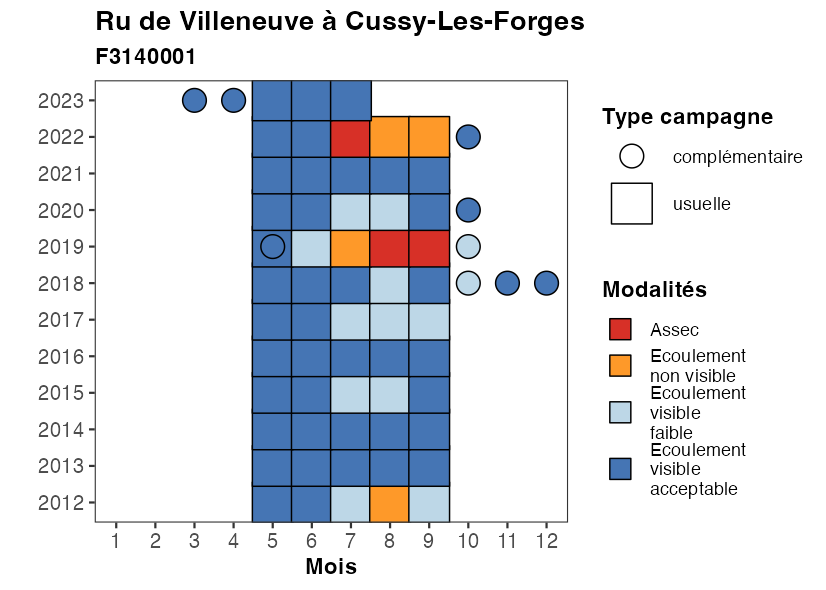 Ru de Villeneuve à Cussy-Les-Forges
F3140001
2023
2022
2021
2020
2019
2018
2017
2016
2015
2014
2013
2012
1 2 3 4 5 6 7 8 9 10 11 12
Mois
Type campagne
complémentaire
usuelle
Modalités
Assec
Ecoulement
non visible
Ecoulement
visible
faible
Ecoulement
visible
acceptable